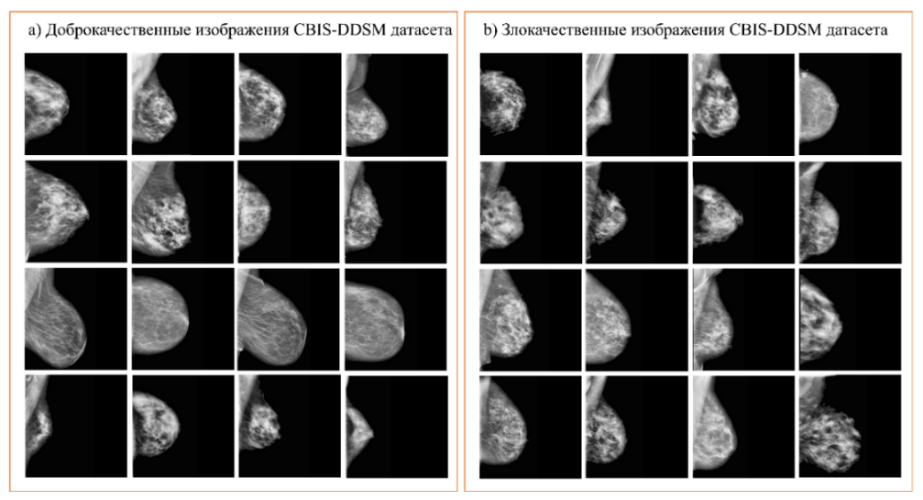 a) Доброкачественные изображения CBIS-DDSM датасета
b) Злокачественные изображения CBIS-DDSM датасета